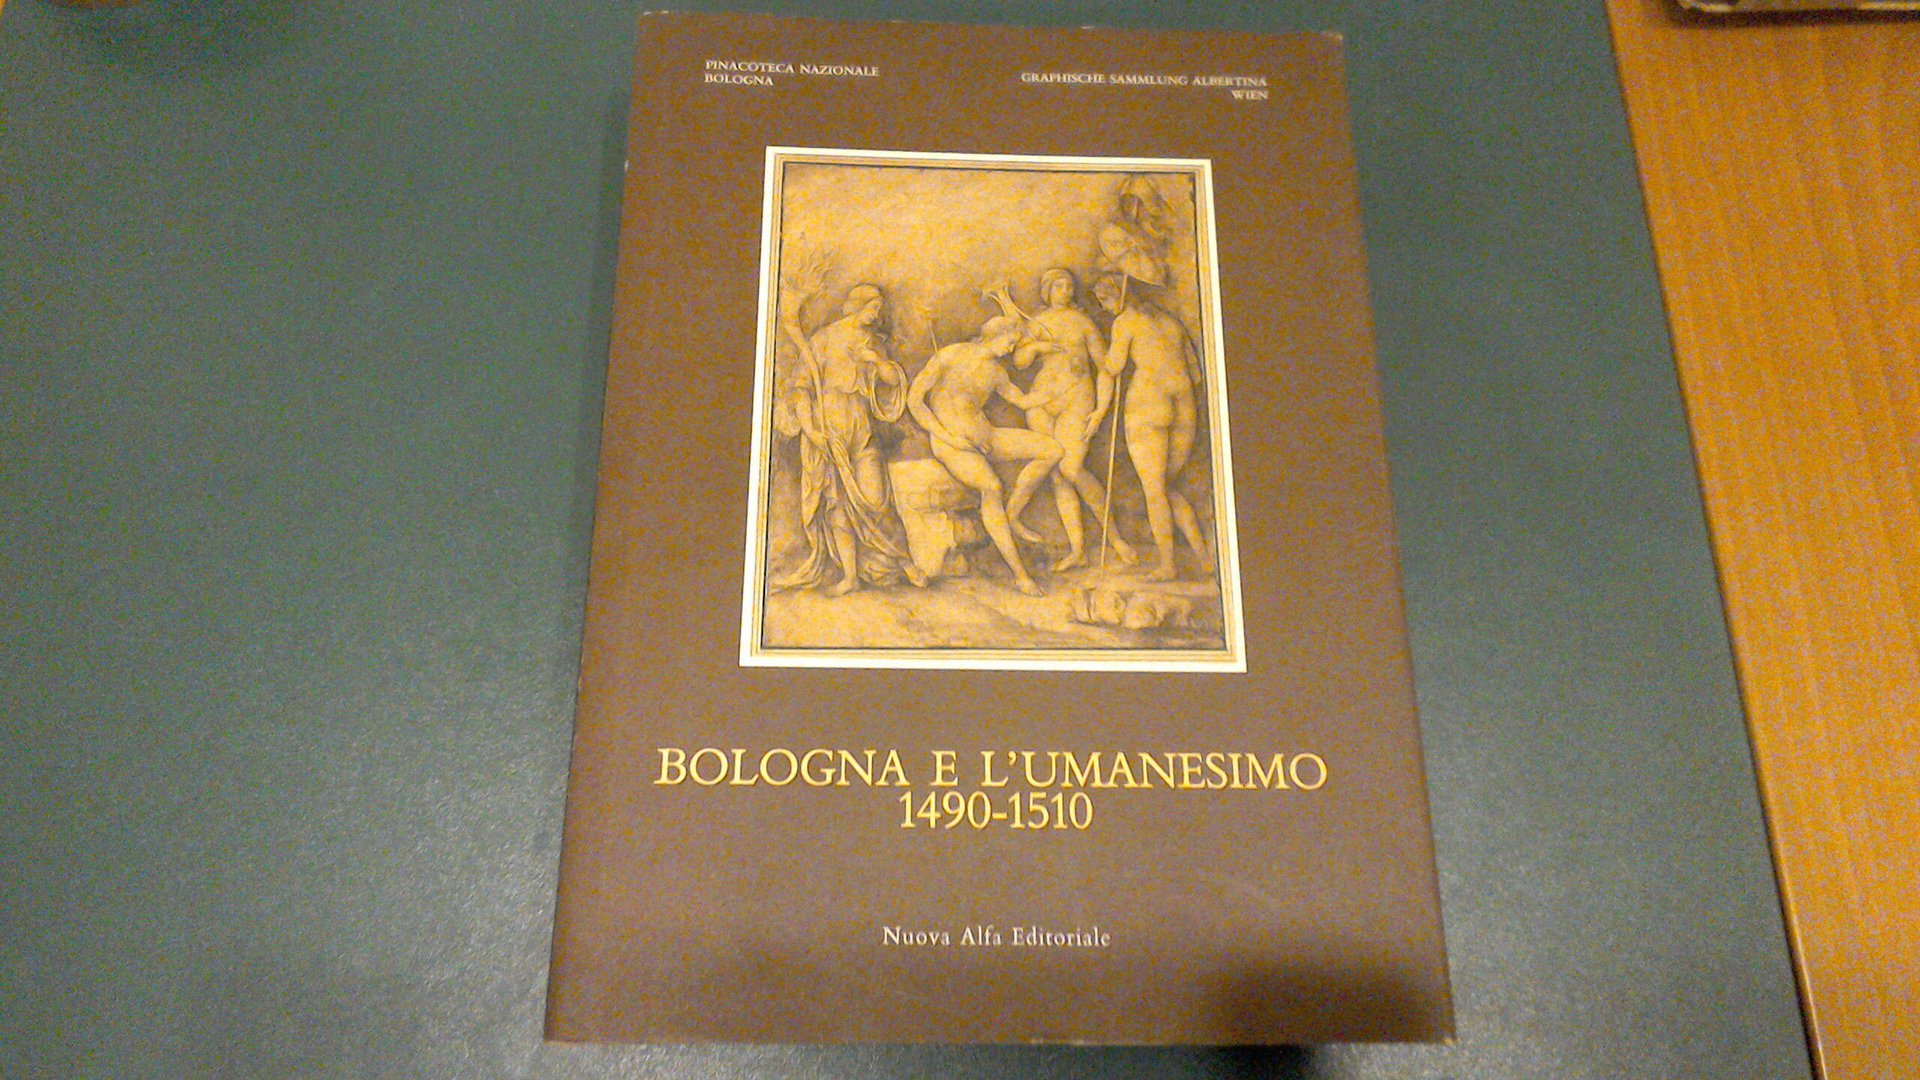 PINACOTECA NAZIONALE
BOLOGNA
GRAPHISCHE SAMMLUNG ALBERTINA
WIEN
BOLOGNA E L'UMANESIMO
1490-1510
Nuova Alfa Editoriale